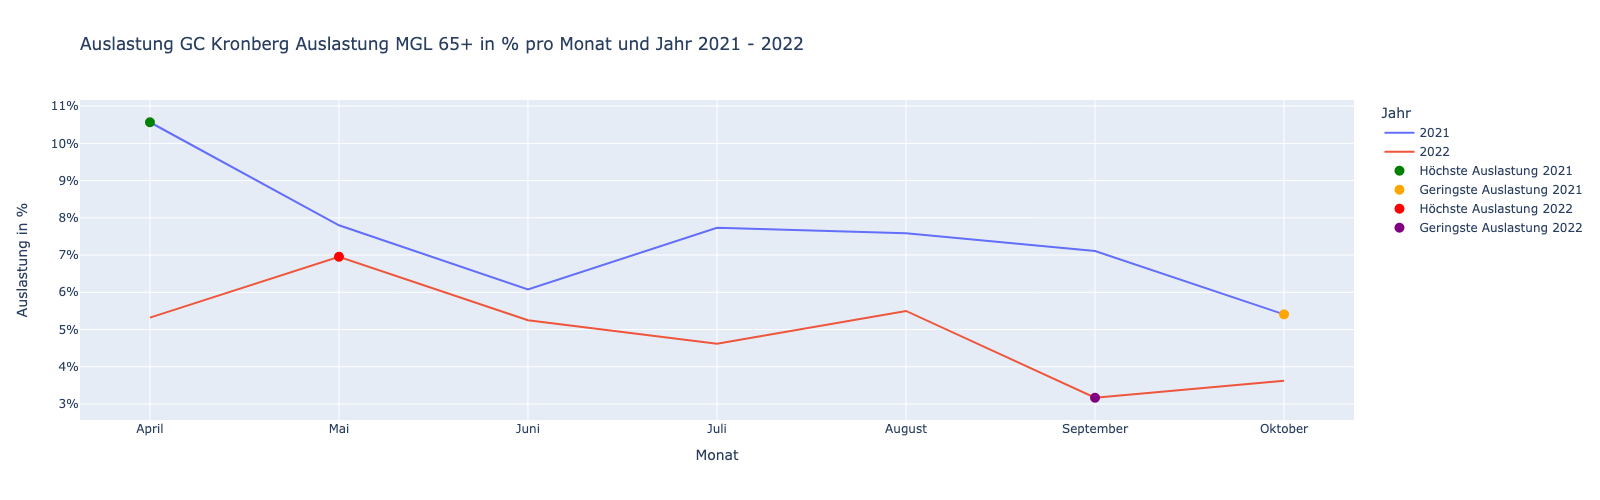 Auslastung GC Kronberg Auslastung MGL 65+ in % pro Monat und Jahr 2021 - 2022
Auslastung in %
11%
10%
9%
8%
7%
6%
5%
4%
3%
April
Mai
Juni
Juli
August
September
Oktober
Monat
Jahr
2021
2022
Höchste Auslastung 2021
Geringste Auslastung 2021
Höchste Auslastung 2022
Geringste Auslastung 2022